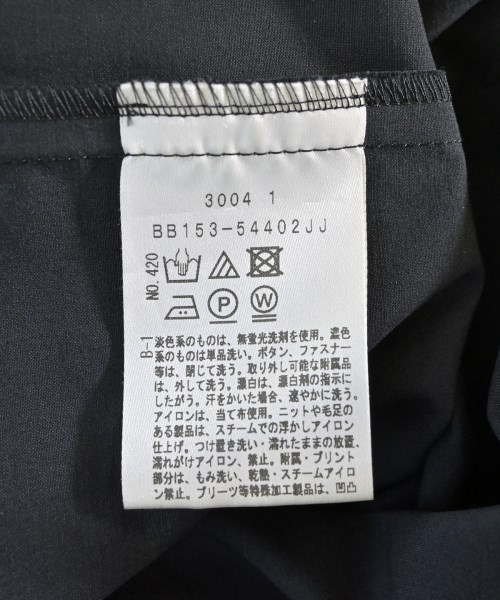 3004 1
BB153-54402JJ
NO.420
P
W
B-1
淡色系のものは、無蛍光洗剤を使用。濃色
系のものは単品洗い。ボタン、ファスナー
等は、閉じて洗う。取り外し可能な附属品
は、外して洗う。漂白は、漂白剤の指示に
したがう。汗をかいた場合、速やかに洗う。
アイロンは、当て布使用。ニットや毛足の
ある製品は、スチームでの浮かしアイロン
仕上げ。つけ置き洗い・濡れたままの放置、
濡れがけアイロン、禁止。附属・プリント
部分は、もみ洗い、乾熱・スチームアイロ
ン禁止。プリーツ等特殊加工製品は、凹凸